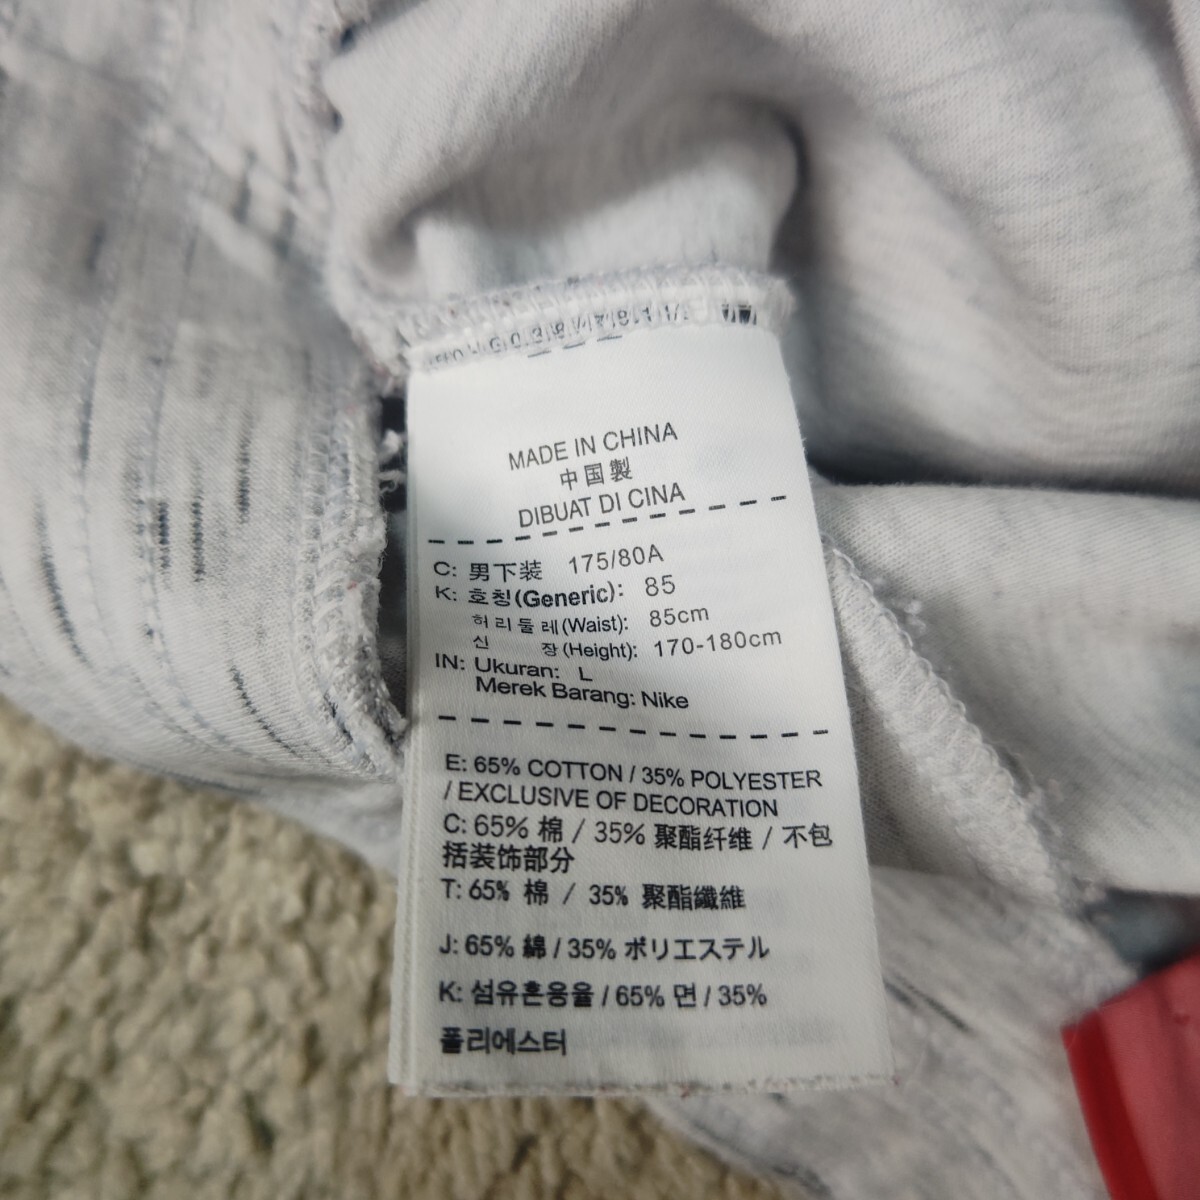 MADE IN CHINA
中国製
DIBUAT DI CINA
C: 男下装 175/80A
K: 호칭(Generic): 85
허리둘레(Waist): 85cm
신 장(Height): 170-180cm
IN: Ukuran: L
Merek Barang: Nike
E: 65% COTTON / 35% POLYESTER
/ EXCLUSIVE OF DECORATION
C: 65% 棉 / 35% 聚酯纤维 / 不包
括装饰部分
T: 65% 棉 / 35% 聚酯纖維
J: 65% 綿 / 35% ポリエステル
K: 섬유혼용율 / 65% 면 / 35%
폴리에스터